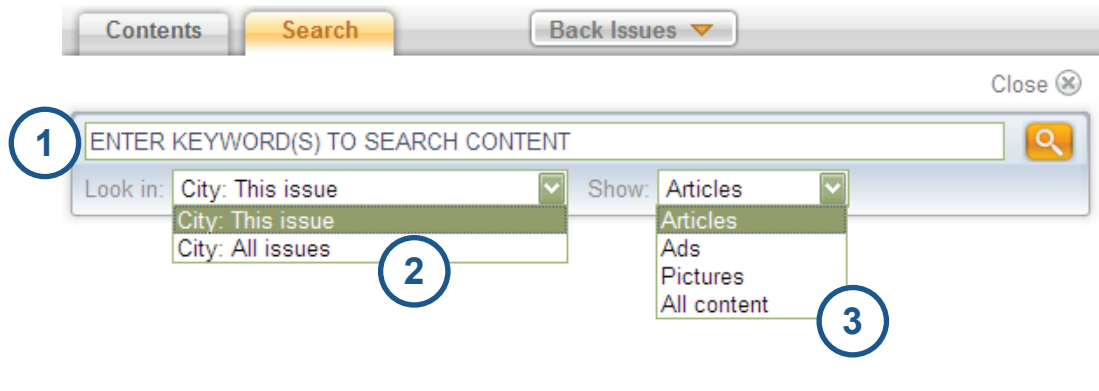 Contents Search Back Issues
Close
1 ENTER KEYWORD(S) TO SEARCH CONTENT
Look in: City: This issue Show: Articles
City: This issue Articles
City: All issues Ads
2 Pictures
All content
3